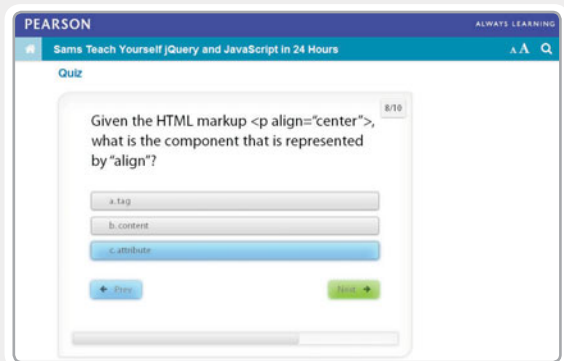 PEARSON
ALWAYS LEARNING
Sams Teach Yourself jQuery and JavaScript in 24 Hours
A A
Quiz
8/10
Given the HTML markup <p align="center">,
what is the component that is represented
by "align"?
a. tag
b. content
c. attribute
Prev
Next